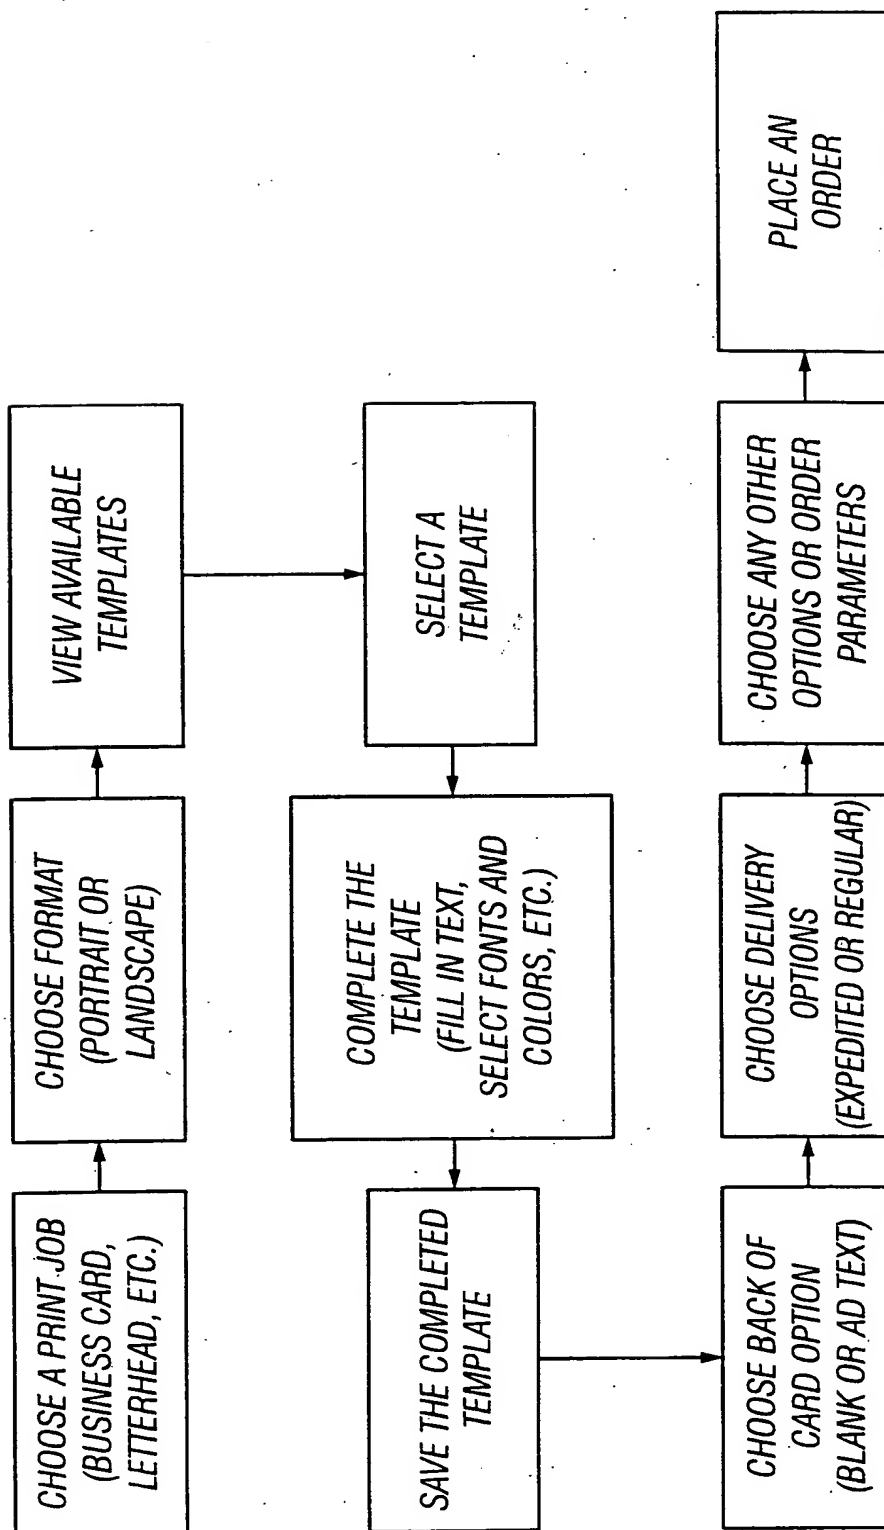 CHOOSE A PRINT JOB
(BUSINESS CARD,
LETTERHEAD, ETC.)
CHOOSE FORMAT
(PORTRAIT OR
LANDSCAPE)
VIEW AVAILABLE
TEMPLATES
SELECT A
TEMPLATE
COMPLETE THE
TEMPLATE
(FILL IN TEXT,
SELECT FONTS AND
COLORS, ETC.)
SAVE THE COMPLETED
TEMPLATE
CHOOSE BACK OF
CARD OPTION
(BLANK OR AD TEXT)
CHOOSE DELIVERY
OPTIONS
(EXPEDITED OR REGULAR)
CHOOSE ANY OTHER
OPTIONS OR ORDER
PARAMETERS
PLACE AN
ORDER